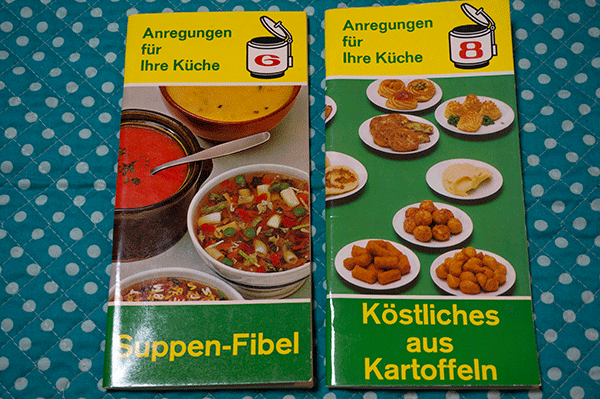 Anregungen
für
Ihre Küche
6
Suppen-Fibel
Anregungen
für
Ihre Küche
8
Köstliches
aus
Kartoffeln